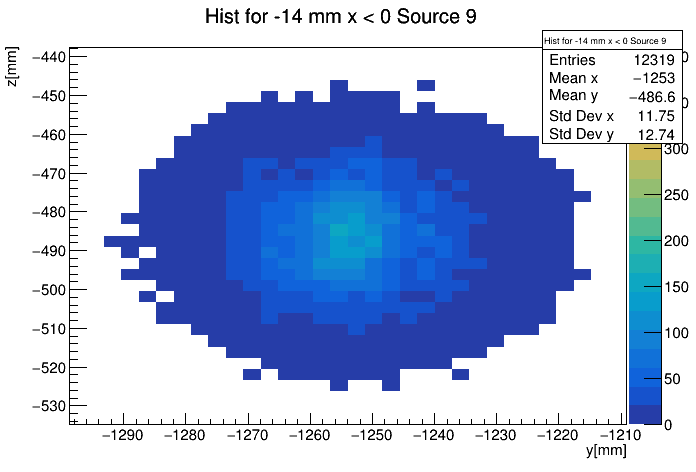 Hist for -14 mm x < 0 Source 9
Hist for -14 mm x < 0 Source 9
Entries 12319
Mean x −1253
Mean y −486.6
Std Dev x 11.75
Std Dev y 12.74
z[mm]
−440
−450
−460
−470
−480
−490
−500
−510
−520
−530
−1290 −1280 −1270 −1260 −1250 −1240 −1230 −1220 −1210
y[mm]
300
250
200
150
100
50
0